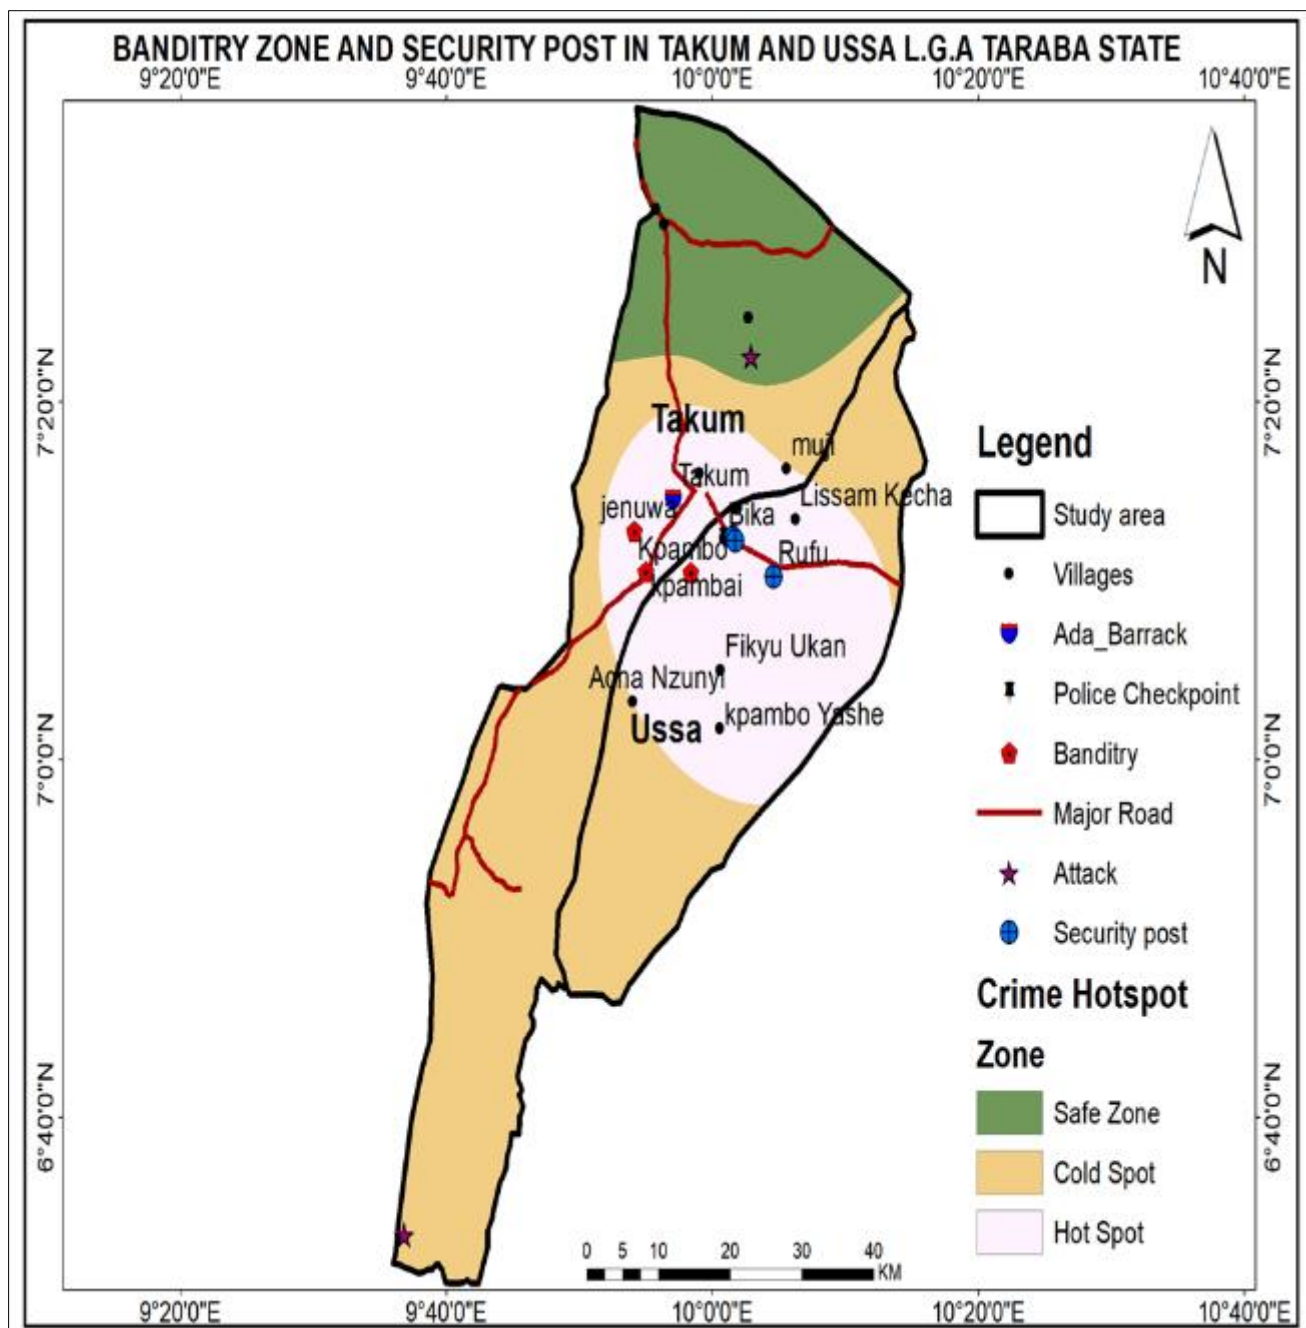 BANDITRY ZONE AND SECURITY POST IN TAKUM AND USSA L.G.A TARABA STATE
9°20'0"E 9°40'0"E 10°0'0"E 10°20'0"E 10°40'0"E
N
7°20'0"N 7°20'0"N
Takum
muji
Takum
Lissam Kecha
jenuwa
Bika
Kpambo
Rufu
kpambai
Fikyu Ukan
Nzunyi
kpambo Yashe
Ussa
7°0'0"N 7°0'0"N
6°40'0"N 6°40'0"N
Legend
Study area
Villages
Ada_Barrack
Police Checkpoint
Banditry
Major Road
Attack
Security post
Crime Hotspot
Zone
Safe Zone
Cold Spot
Hot Spot
0 5 10 20 30 40
KM
9°20'0"E 9°40'0"E 10°0'0"E 10°20'0"E 10°40'0"E